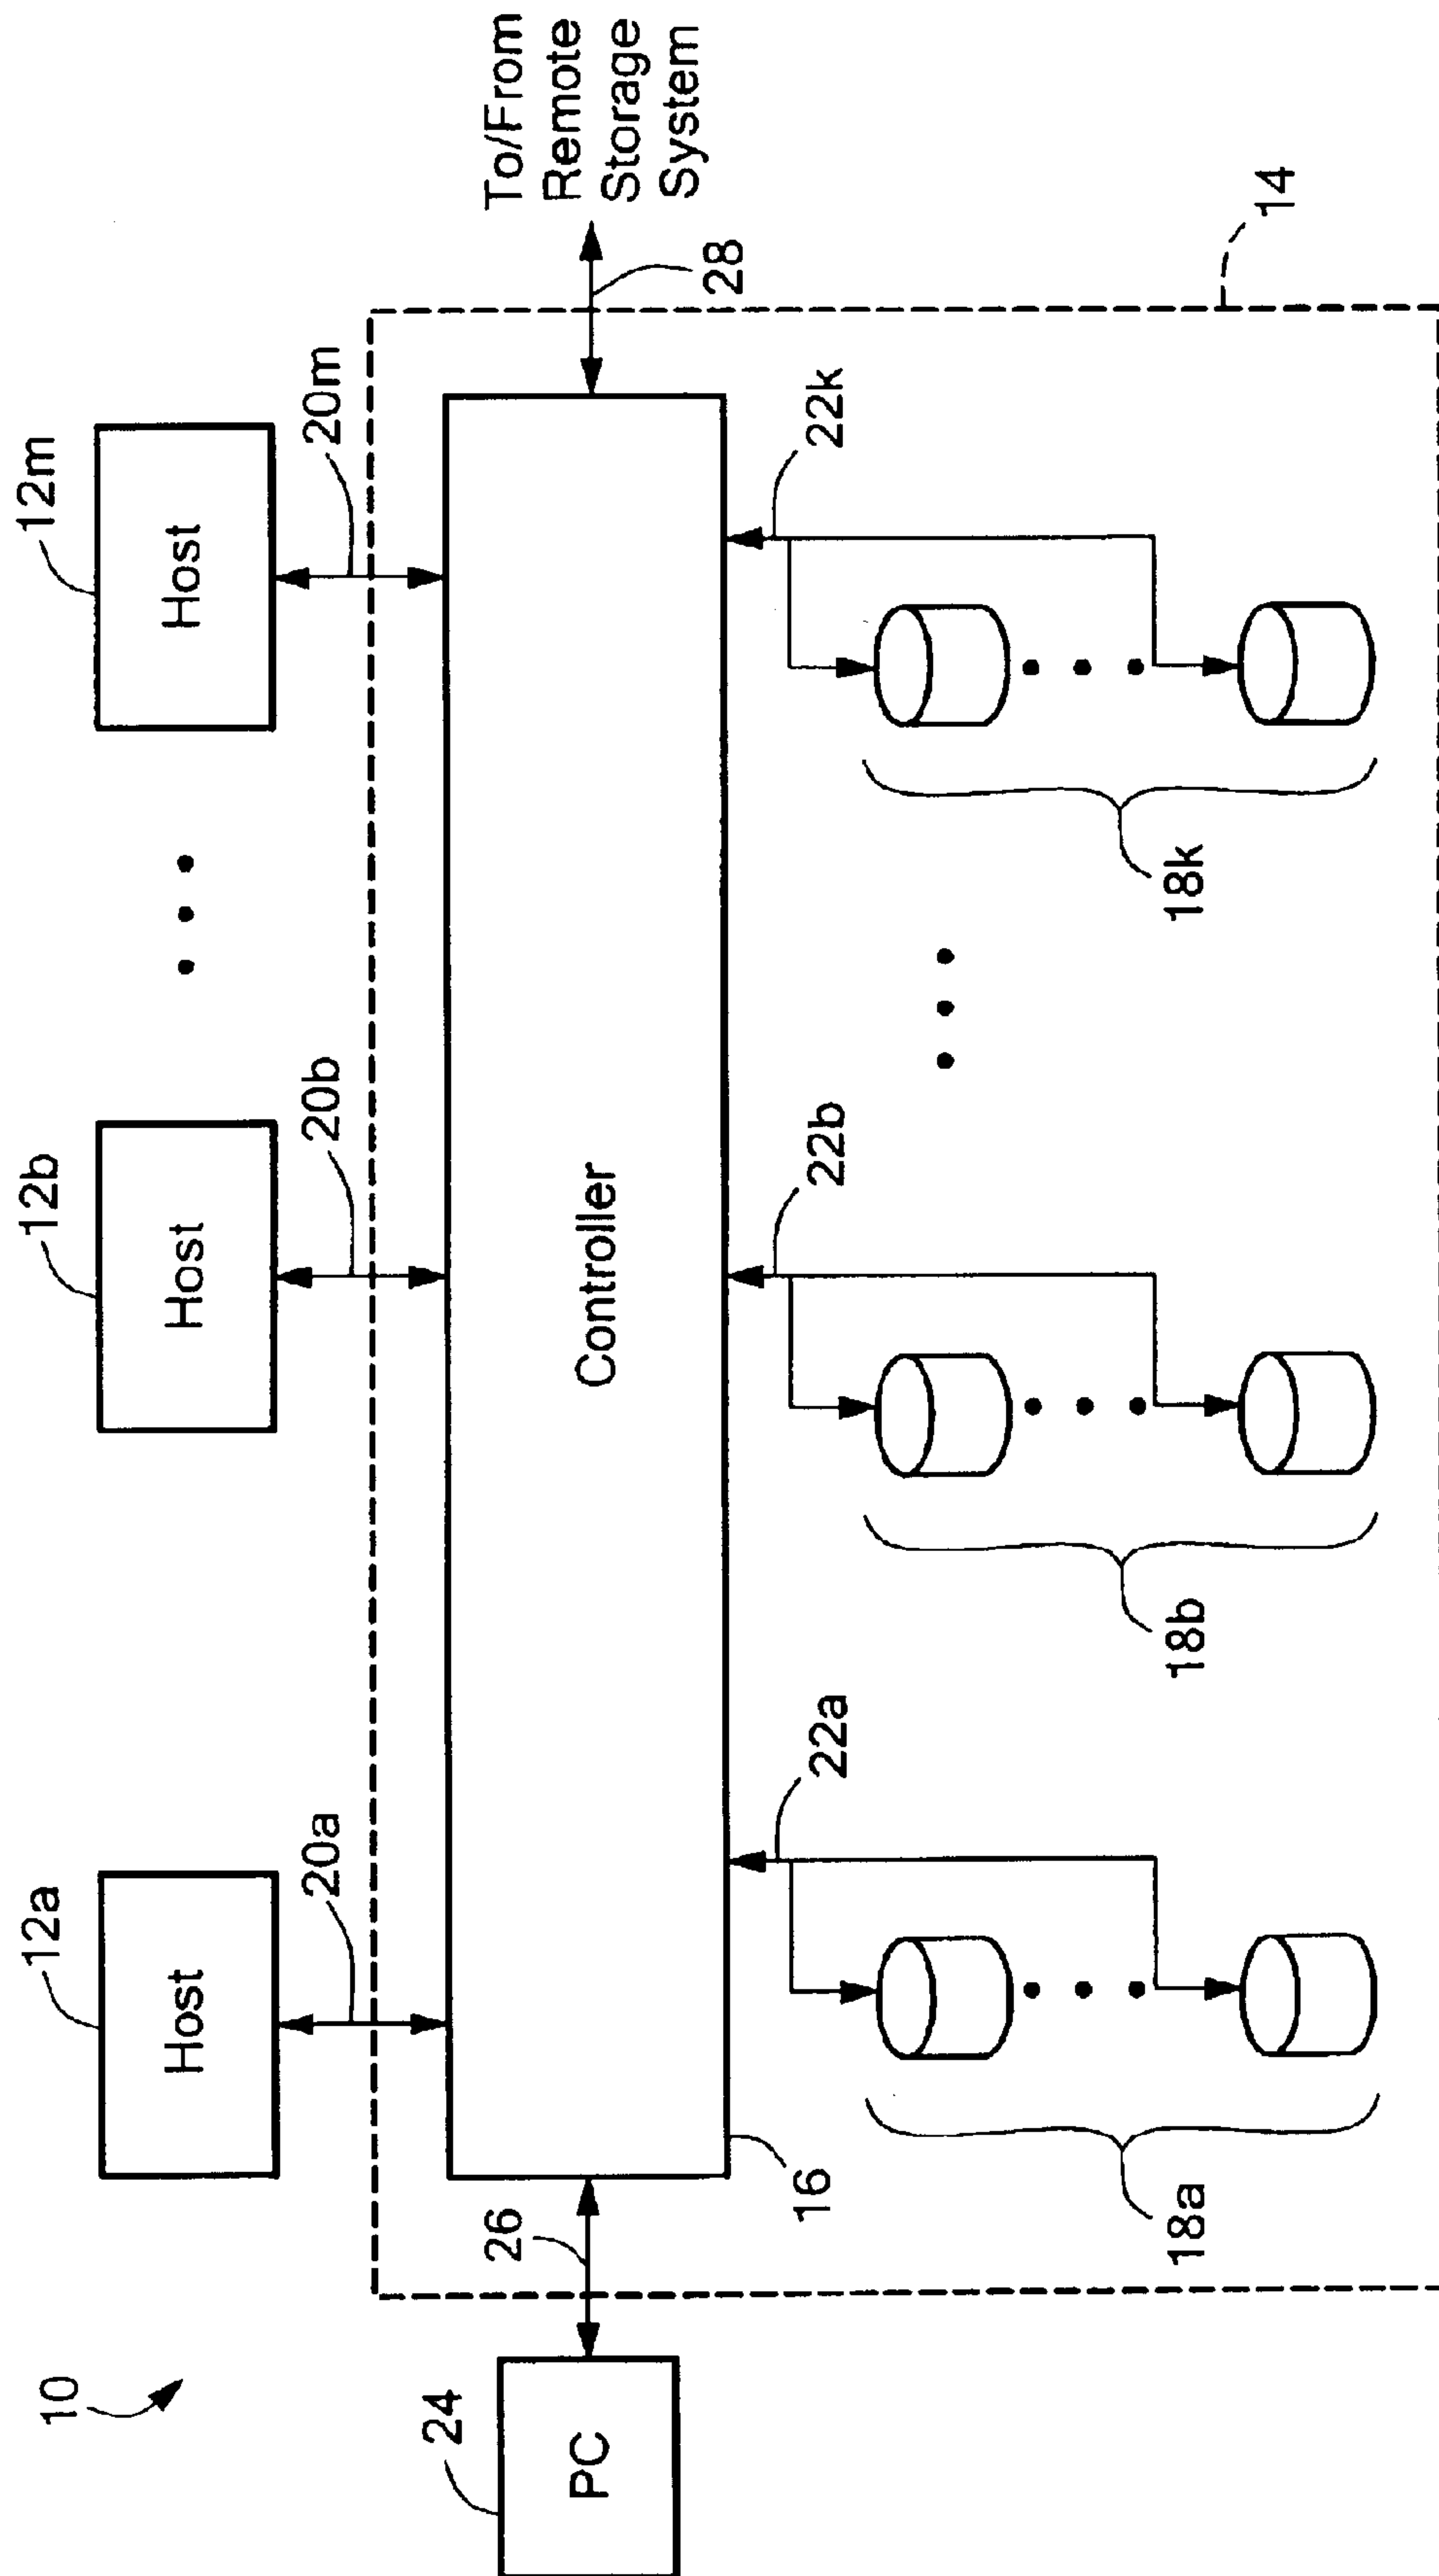 10
12a
Host
12b
Host
12m
Host
20a
20b
20m
To/From
Remote
Storage
System
24
PC
26
Controller
28
16
22a
22b
22k
14
18a
18b
18k